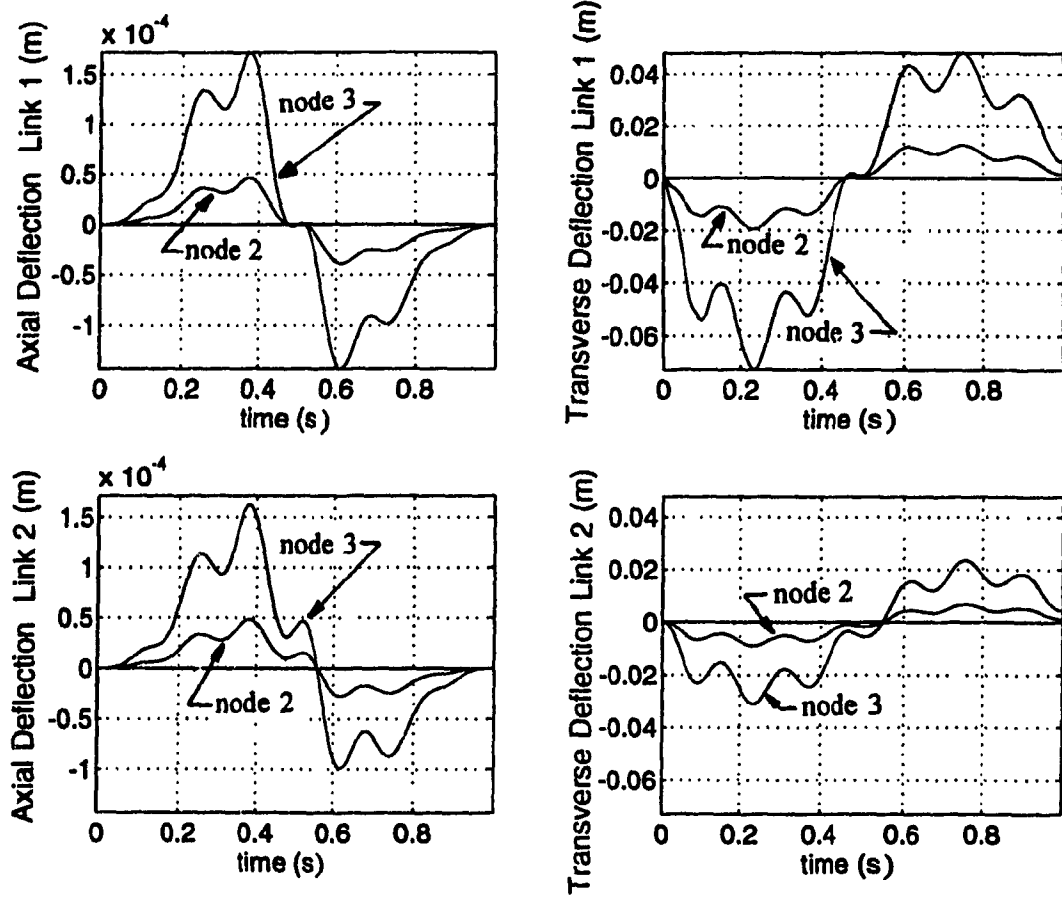 x 10⁻⁴
Axial Deflection Link 1 (m)
1.5
1
0.5
0
-0.5
-1
node 3
node 2
0 0.2 0.4 0.6 0.8
time (s)
Transverse Deflection Link 1 (m)
0.04
0.02
0
-0.02
-0.04
-0.06
node 2
node 3
0 0.2 0.4 0.6 0.8
time (s)
x 10⁻⁴
Axial Deflection Link 2 (m)
1.5
1
0.5
0
-0.5
-1
node 3
node 2
0 0.2 0.4 0.6 0.8
time (s)
Transverse Deflection Link 2 (m)
0.04
0.02
0
-0.02
-0.04
-0.06
node 2
node 3
0 0.2 0.4 0.6 0.8
time (s)